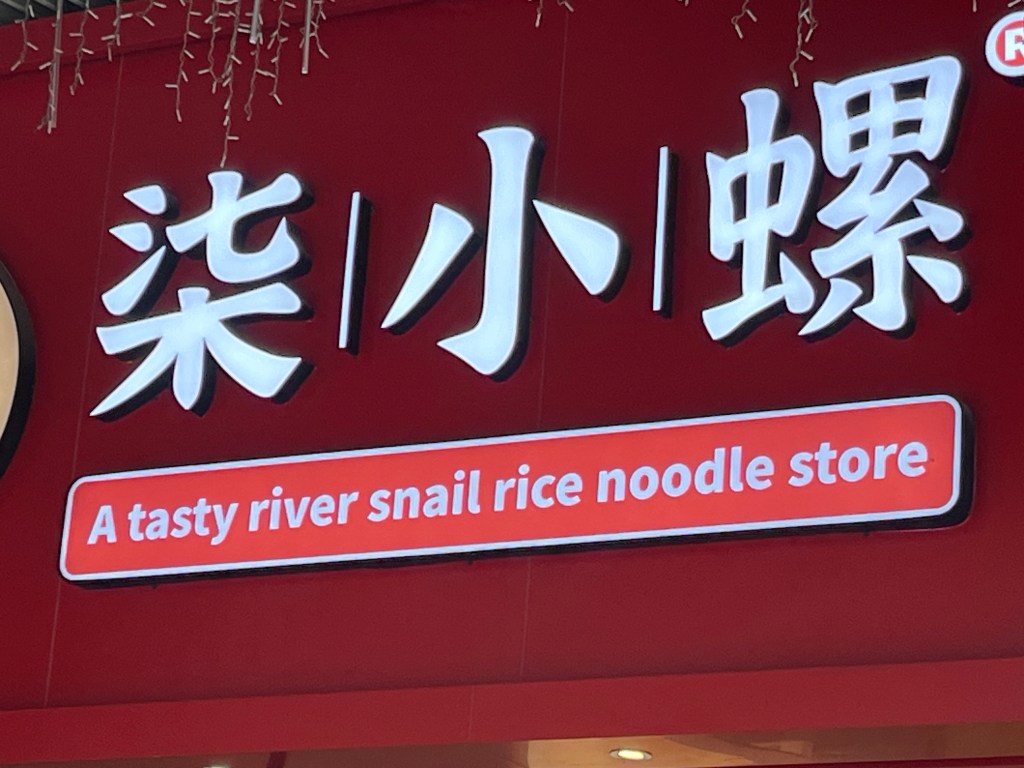 柒小螺
A tasty river snail rice noodle store